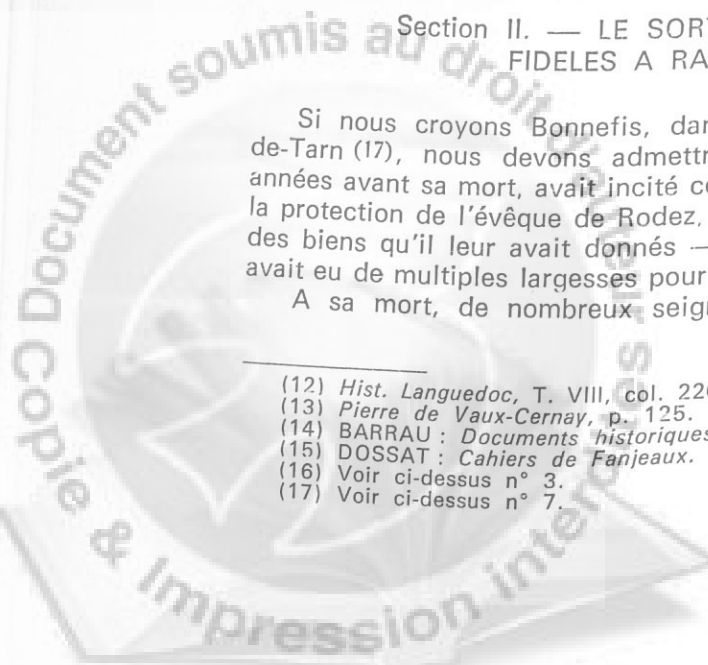 Section II. — LE SORT
FIDELES A RA
Si nous croyons Bonnefis, dan
de-Tarn (17), nous devons admettr
années avant sa mort, avait incité c
la protection de l'évêque de Rodez,
des biens qu'il leur avait donnés —
avait eu de multiples largesses pour
A sa mort, de nombreux seig
(12) Hist. Languedoc, T. VIII, col. 22
(13) Pierre de Vaux-Cernay, p. 125.
(14) BARRAU : Documents historiques
(15) DOSSAT : Cahiers de Fanjeaux.
(16) Voir ci-dessus n° 3.
(17) Voir ci-dessus n° 7.
Document soumis au droit d'auteur
Copie & Impression interdites